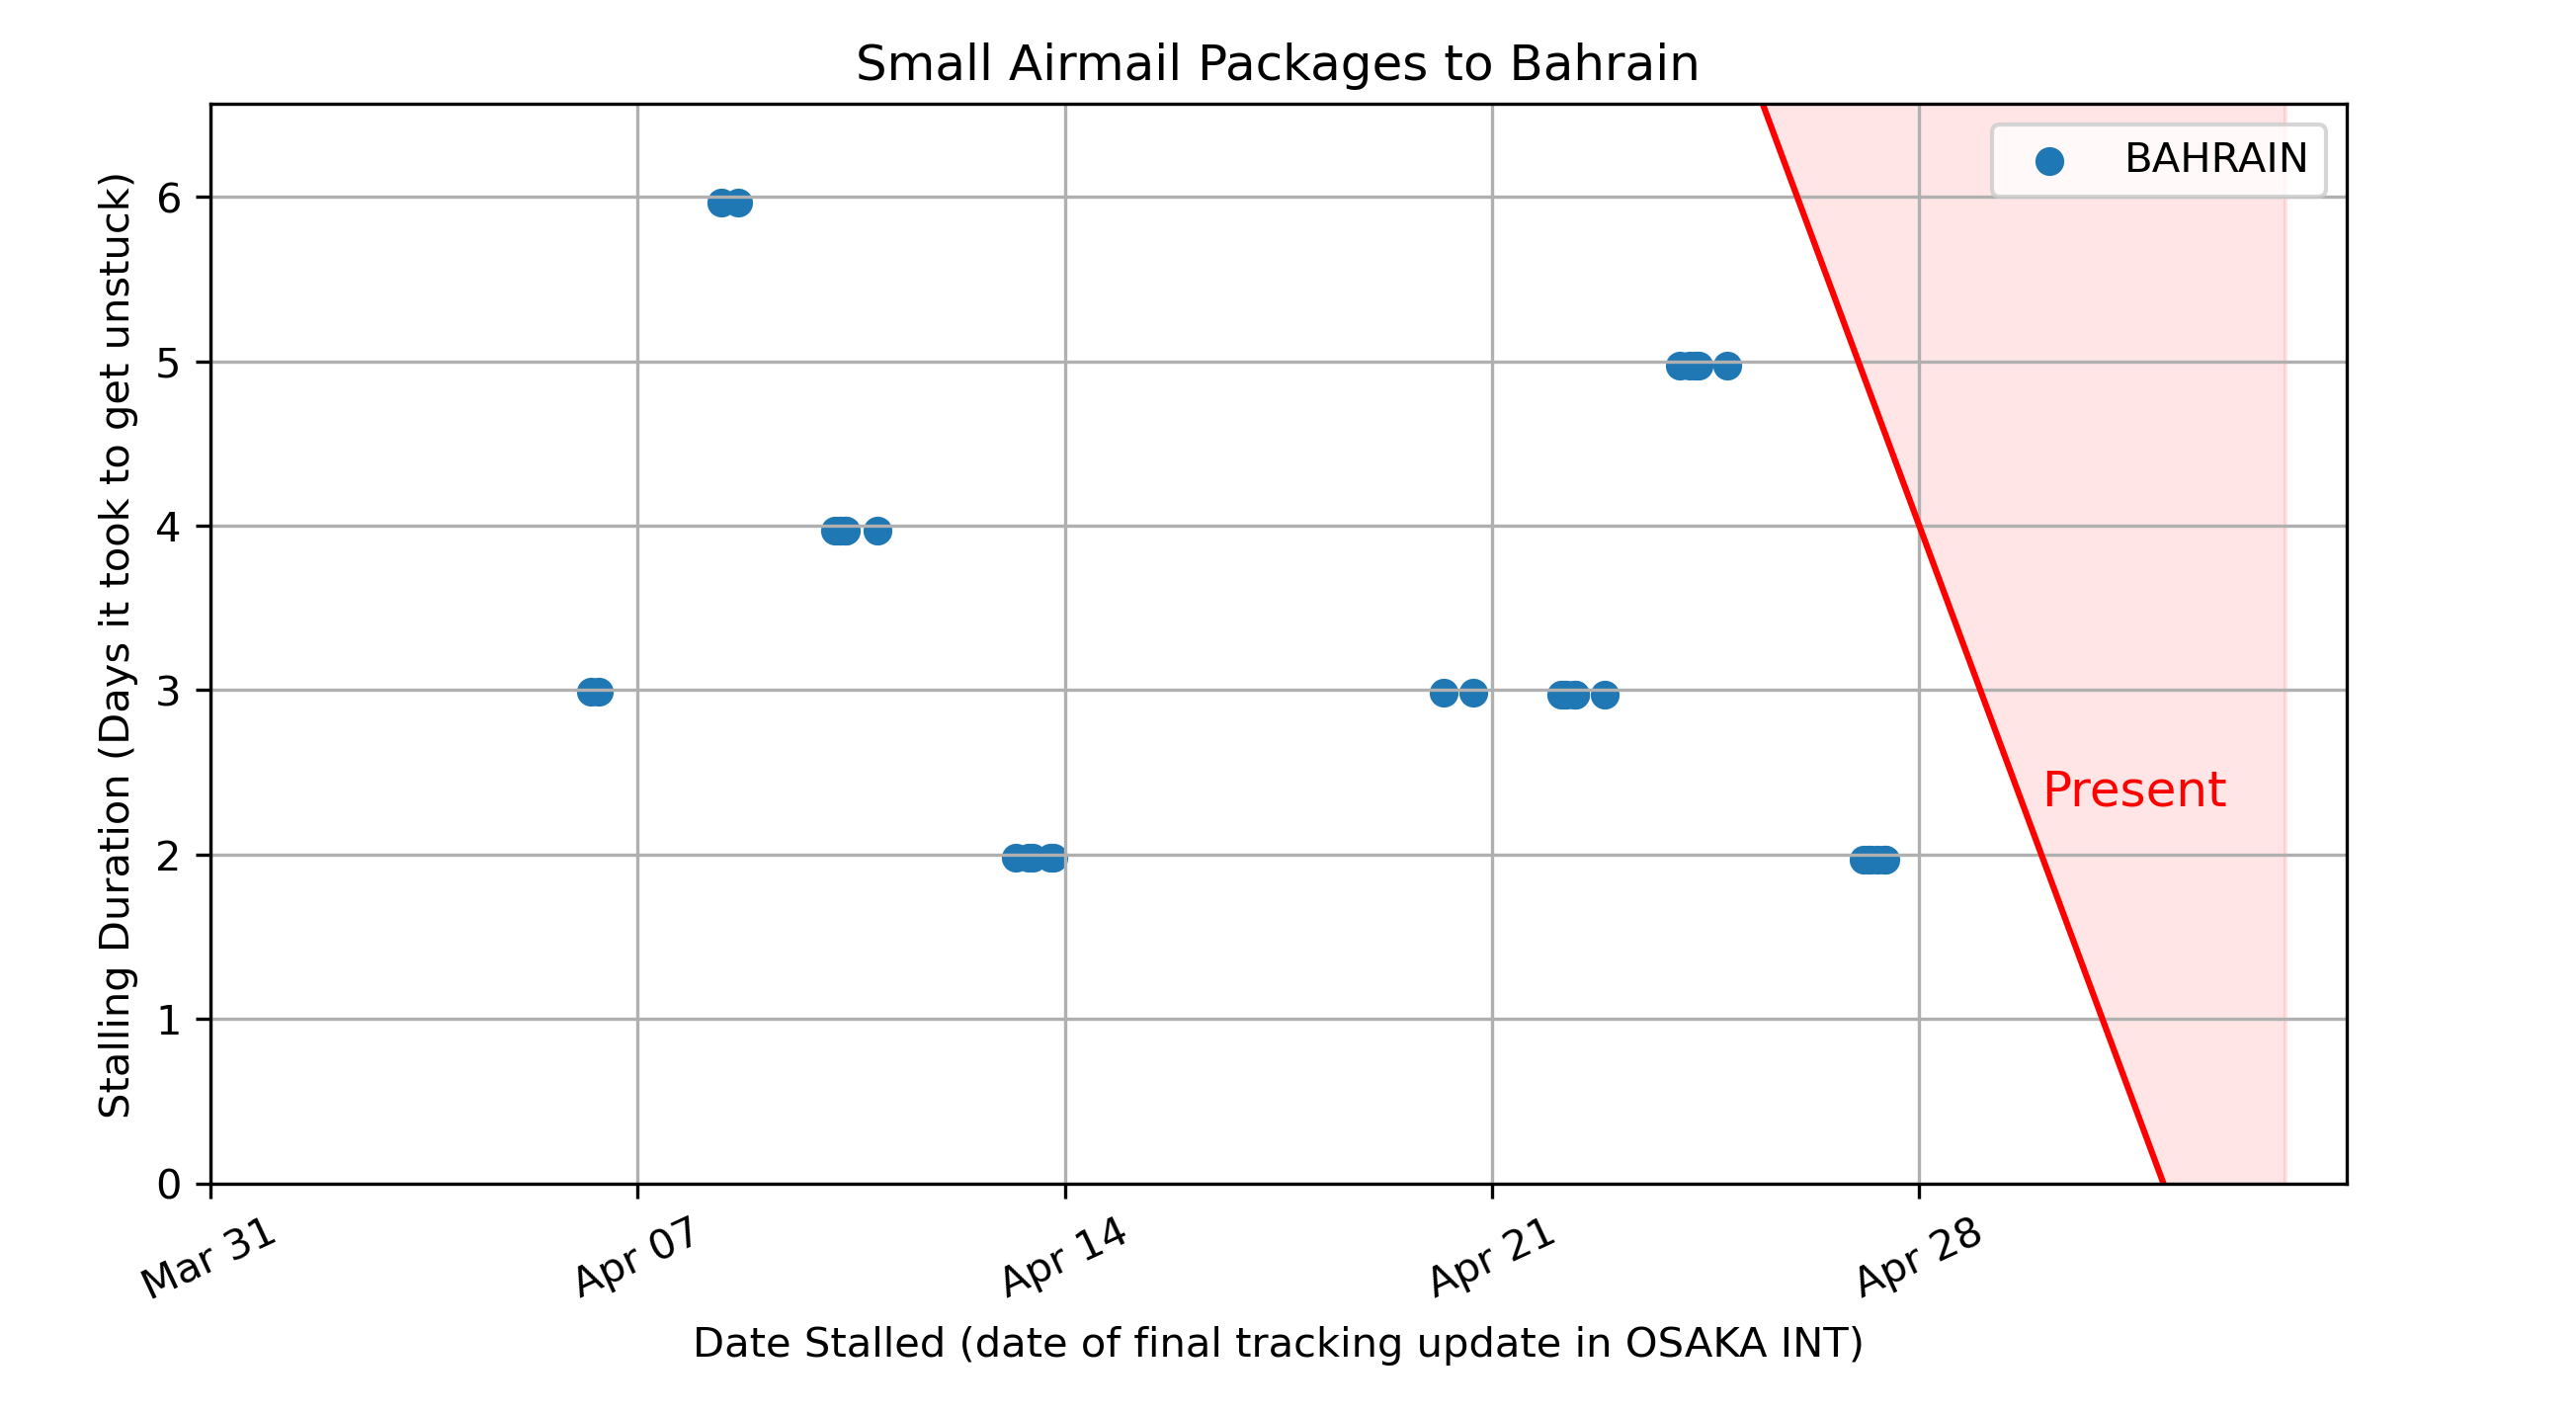 Small Airmail Packages to Bahrain
BAHRAIN
Stalling Duration (Days it took to get unstuck)
6
5
4
3
2
1
0
Present
Mar 31
Apr 07
Apr 14
Apr 21
Apr 28
Date Stalled (date of final tracking update in OSAKA INT)